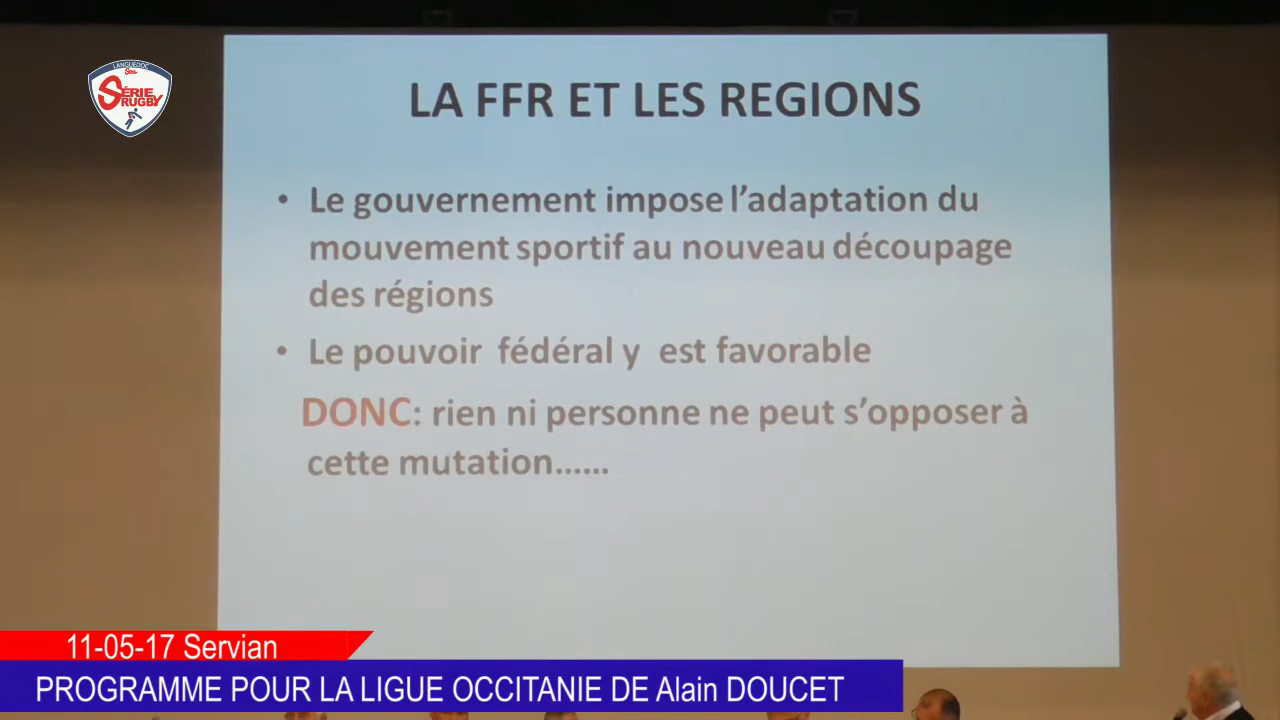 LANGUEDOC
SÉRIE
RUGBY
LA FFR ET LES REGIONS
• Le gouvernement impose l’adaptation du
mouvement sportif au nouveau découpage
des régions
• Le pouvoir fédéral y est favorable
DONC: rien ni personne ne peut s’opposer à
cette mutation......
11-05-17 Servian
PROGRAMME POUR LA LIGUE OCCITANIE DE Alain DOUCET